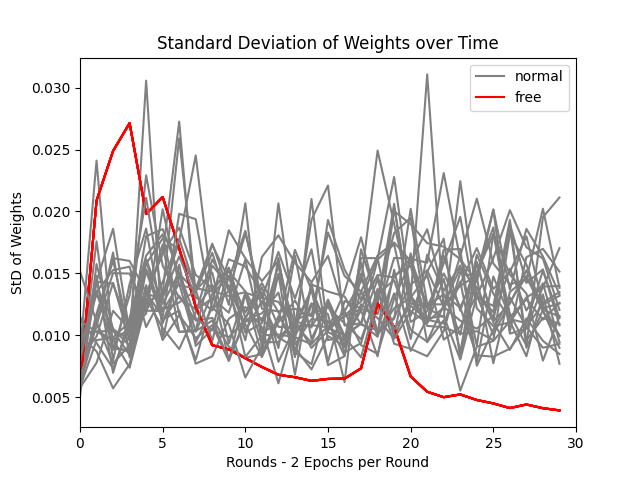 Standard Deviation of Weights over Time
StD of Weights
0.030
0.025
0.020
0.015
0.010
0.005
normal
free
0 5 10 15 20 25 30
Rounds - 2 Epochs per Round